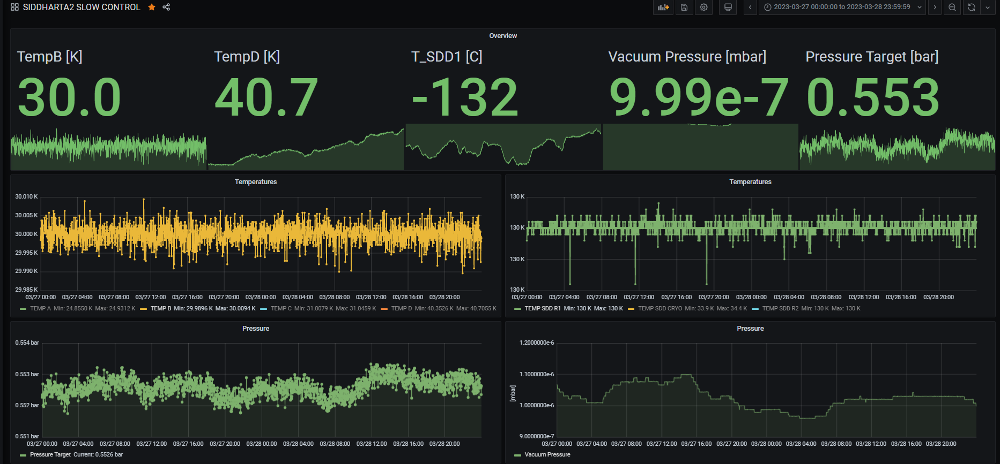 SIDDHARTA2 SLOW CONTROL
2023-03-27 00:00:00 to 2023-03-28 23:59:59
Overview
TempB [K] TempD [K] T_SDD1 [C] Vacuum Pressure [mbar] Pressure Target [bar]
30.0 40.7 -132 9.99e-7 0.553
Temperatures
30.010 K
30.005 K
30.000 K
29.995 K
29.990 K
29.985 K
03/27 00:00 03/27 04:00 03/27 08:00 03/27 12:00 03/27 16:00 03/27 20:00 03/28 00:00 03/28 04:00 03/28 08:00 03/28 12:00 03/28 16:00 03/28 20:00
TEMP A Min: 24.8550 K Max: 24.9312 K TEMP B Min: 29.9896 K Max: 30.0094 K TEMP C Min: 31.0079 K Max: 31.0459 K TEMP D Min: 40.3526 K Max: 40.7055 K
Temperatures
130 K
130 K
130 K
130 K
03/27 00:00 03/27 04:00 03/27 08:00 03/27 12:00 03/27 16:00 03/27 20:00 03/28 00:00 03/28 04:00 03/28 08:00 03/28 12:00 03/28 16:00 03/28 20:00
TEMP SDD R1 Min: 130 K Max: 130 K TEMP SDD CRYO Min: 33.9 K Max: 34.4 K TEMP SDD R2 Min: 130 K Max: 130 K
Pressure
0.554 bar
0.553 bar
0.552 bar
0.551 bar
03/27 00:00 03/27 04:00 03/27 08:00 03/27 12:00 03/27 16:00 03/27 20:00 03/28 00:00 03/28 04:00 03/28 08:00 03/28 12:00 03/28 16:00 03/28 20:00
Pressure Target Current: 0.5526 bar
Pressure
1.2000000e-6
1.1000000e-6
[mbar]
1.0000000e-6
9.0000000e-7
03/27 00:00 03/27 04:00 03/27 08:00 03/27 12:00 03/27 16:00 03/27 20:00 03/28 00:00 03/28 04:00 03/28 08:00 03/28 12:00 03/28 16:00 03/28 20:00
Vacuum Pressure